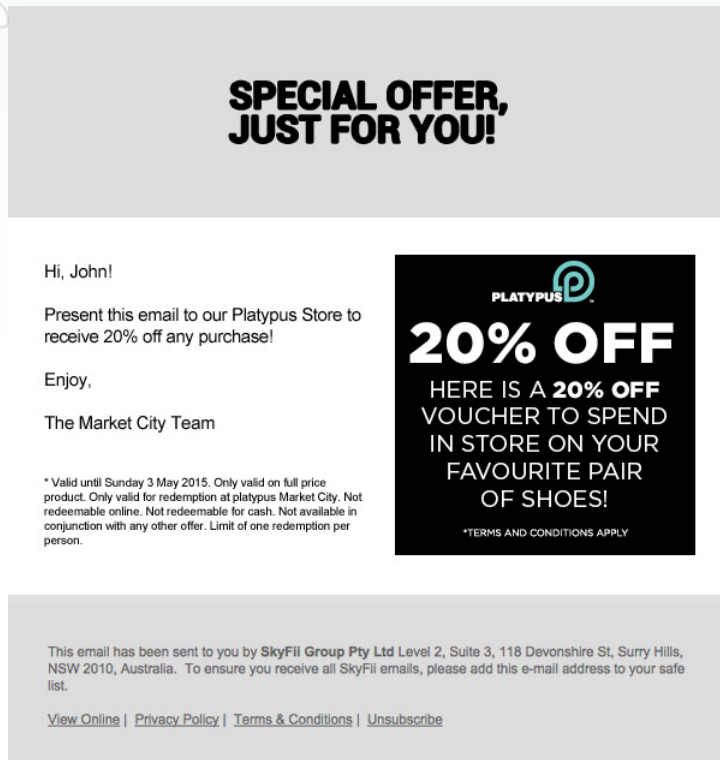 SPECIAL OFFER,
JUST FOR YOU!
Hi, John!
Present this email to our Platypus Store to
receive 20% off any purchase!
Enjoy,
The Market City Team
* Valid until Sunday 3 May 2015. Only valid on full price
product. Only valid for redemption at platypus Market City. Not
redeemable online. Not redeemable for cash. Not available in
conjunction with any other offer. Limit of one redemption per
person.
PLATYPUS
20% OFF
HERE IS A 20% OFF
VOUCHER TO SPEND
IN STORE ON YOUR
FAVOURITE PAIR
OF SHOES!
*TERMS AND CONDITIONS APPLY
This email has been sent to you by SkyFii Group Pty Ltd Level 2, Suite 3, 118 Devonshire St, Surry Hills,
NSW 2010, Australia. To ensure you receive all SkyFii emails, please add this e-mail address to your safe
list.
View Online | Privacy Policy | Terms & Conditions | Unsubscribe